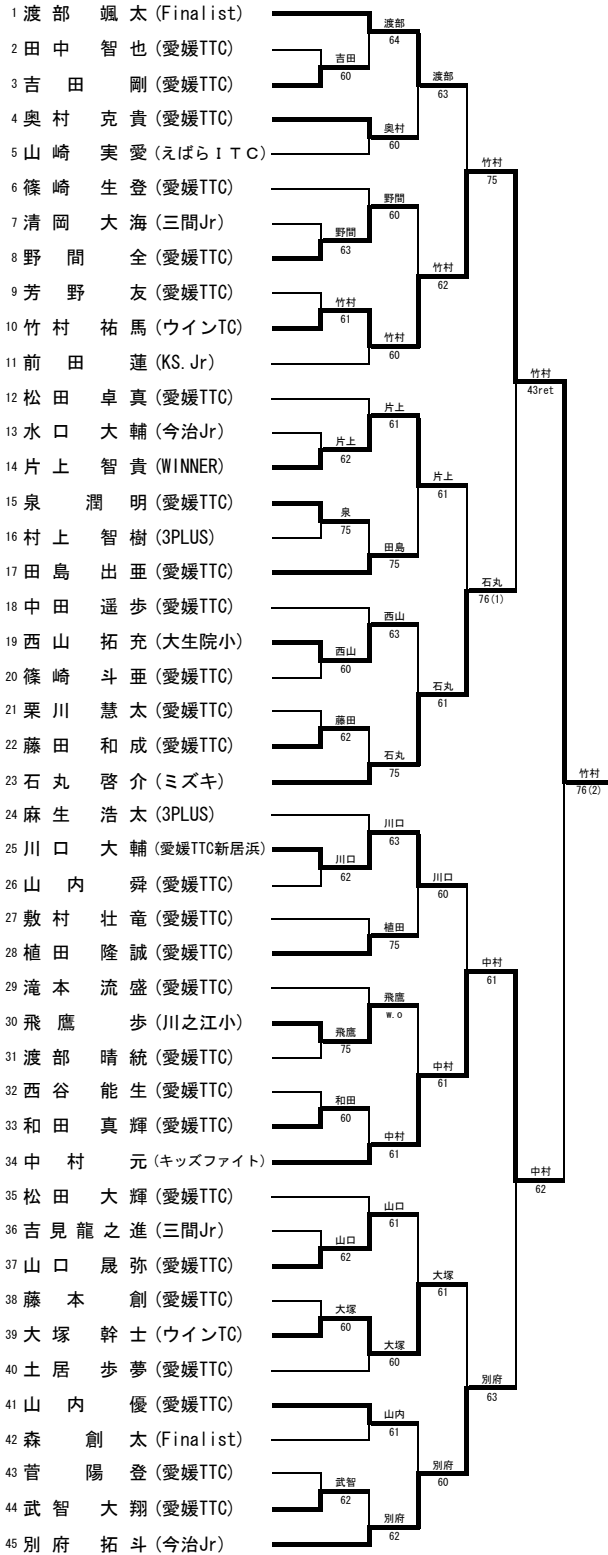 1 渡部 颯太 (Finalist)
2 田中 智也 (愛媛TTC)
3 吉田 剛 (愛媛TTC)
4 奥村 克貴 (愛媛TTC)
5 山崎 実愛 (えばらITC)
6 篠崎 生登 (愛媛TTC)
7 清岡 大海 (三間Jr)
8 野間 全 (愛媛TTC)
9 芳野 友 (愛媛TTC)
10 竹村 祐馬 (ウインTC)
11 前田 蓮 (KS.Jr)
12 松田 卓真 (愛媛TTC)
13 水口 大輔 (今治Jr)
14 片上 智貴 (WINNER)
15 泉 潤明 (愛媛TTC)
16 村上 智樹 (3PLUS)
17 田島 出亜 (愛媛TTC)
18 中田 遥歩 (愛媛TTC)
19 西山 拓充 (大生院小)
20 篠崎 斗亜 (愛媛TTC)
21 栗川 慧太 (愛媛TTC)
22 藤田 和成 (愛媛TTC)
23 石丸 啓介 (ミズキ)
24 麻生 浩太 (3PLUS)
25 川口 大輔 (愛媛TTC新居浜)
26 山内 舜 (愛媛TTC)
27 敷村 壮竜 (愛媛TTC)
28 植田 隆誠 (愛媛TTC)
29 滝本 流盛 (愛媛TTC)
30 飛鷹 歩 (川之江小)
31 渡部 晴統 (愛媛TTC)
32 西谷 能生 (愛媛TTC)
33 和田 真輝 (愛媛TTC)
34 中村 元 (キッズファイト)
35 松田 大輝 (愛媛TTC)
36 吉見 龍之進 (三間Jr)
37 山口 晟弥 (愛媛TTC)
38 藤本 創 (愛媛TTC)
39 大塚 幹士 (ウインTC)
40 土居 歩夢 (愛媛TTC)
41 山内 優 (愛媛TTC)
42 森 創太 (Finalist)
43 菅 陽登 (愛媛TTC)
44 武智 大翔 (愛媛TTC)
45 別府 拓斗 (今治Jr)
吉田
60
野間
63
竹村
61
片上
62
泉
75
西山
60
藤田
62
川口
62
飛鷹
75
和田
60
山口
62
大塚
60
武智
62
渡部
64
奥村
60
野間
60
竹村
60
片上
61
田島
75
西山
63
石丸
75
川口
63
植田
75
飛鷹
w.o
中村
61
山口
61
大塚
60
山内
61
別府
62
渡部
63
竹村
62
片上
61
石丸
61
川口
60
中村
61
大塚
61
別府
60
竹村
75
石丸
76(1)
中村
61
別府
63
竹村
43ret
中村
62
竹村
76(2)